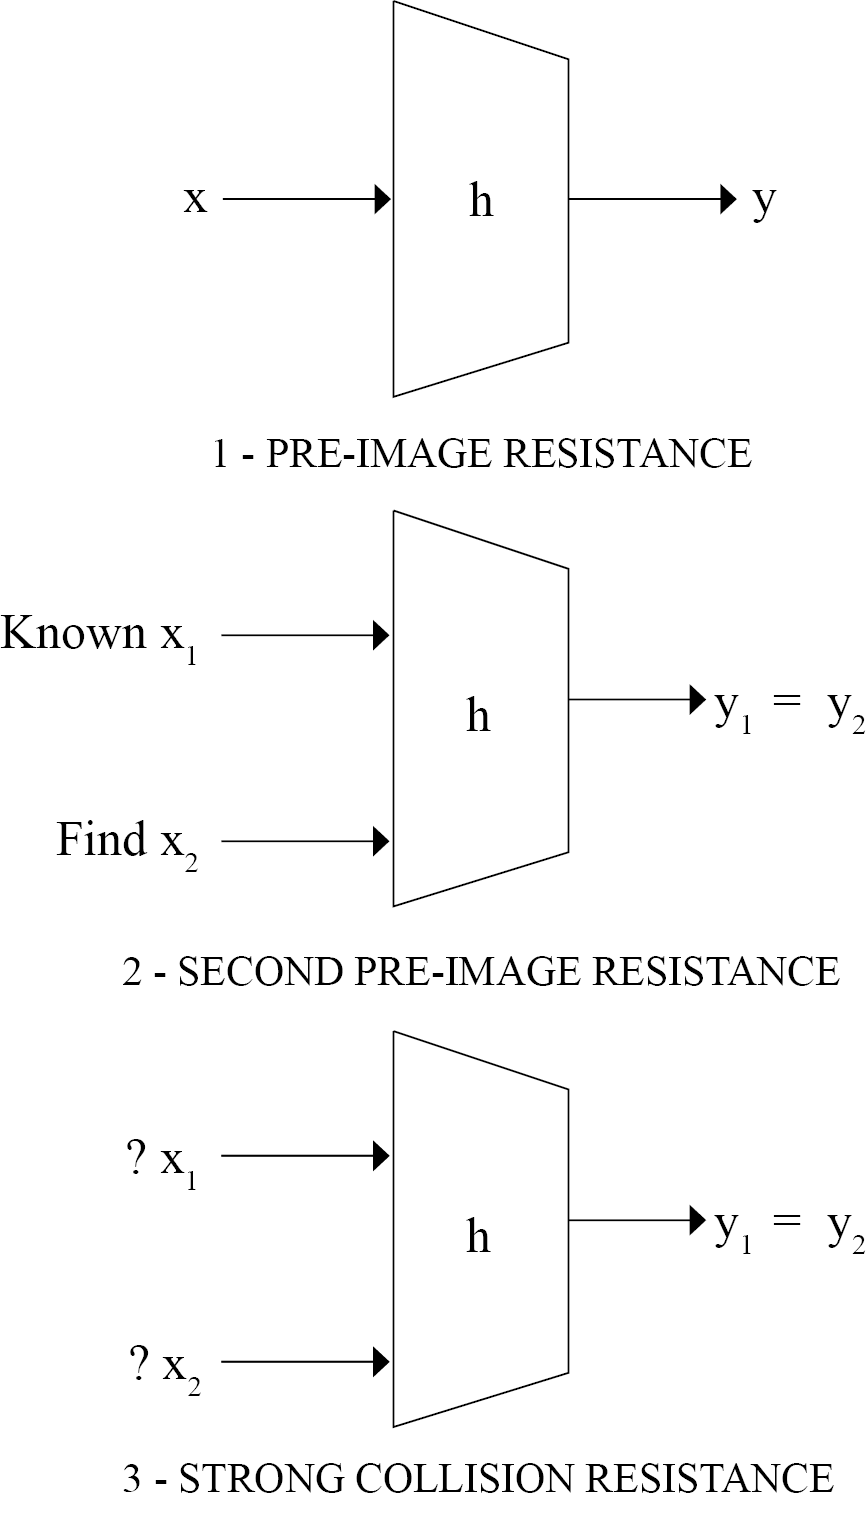 x h y
1 - PRE-IMAGE RESISTANCE
Known x₁
h
y₁ = y₂
Find x₂
2 - SECOND PRE-IMAGE RESISTANCE
? x₁
h
y₁ = y₂
? x₂
3 - STRONG COLLISION RESISTANCE